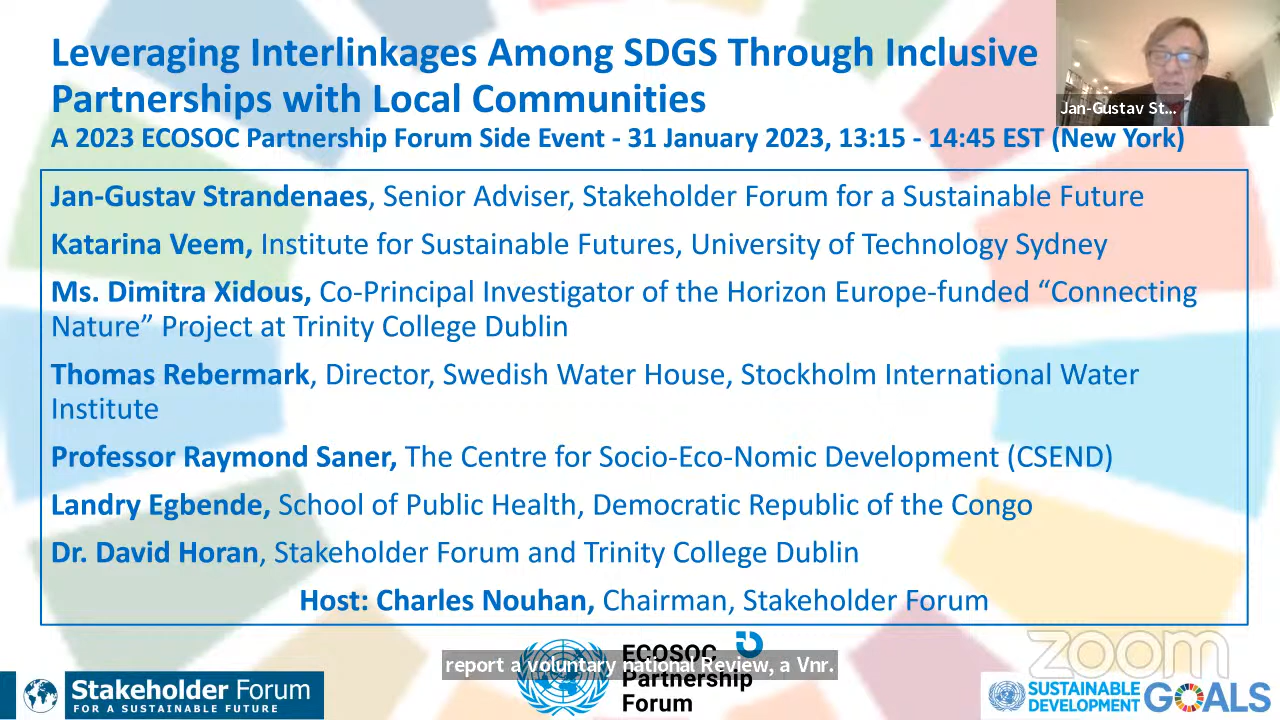 Leveraging Interlinkages Among SDGS Through Inclusive
Partnerships with Local Communities
A 2023 ECOSOC Partnership Forum Side Event - 31 January 2023, 13:15 - 14:45 EST (New York)
Jan-Gustav St...
Jan-Gustav Strandenaes, Senior Adviser, Stakeholder Forum for a Sustainable Future
Katarina Veem, Institute for Sustainable Futures, University of Technology Sydney
Ms. Dimitra Xidous, Co-Principal Investigator of the Horizon Europe-funded “Connecting
Nature” Project at Trinity College Dublin
Thomas Rebermark, Director, Swedish Water House, Stockholm International Water
Institute
Professor Raymond Saner, The Centre for Socio-Eco-Nomic Development (CSEND)
Landry Egbende, School of Public Health, Democratic Republic of the Congo
Dr. David Horan, Stakeholder Forum and Trinity College Dublin
Host: Charles Nouhan, Chairman, Stakeholder Forum
ECOSOC
Partnership
Forum
report a voluntary national Review, a Vnr.
Stakeholder Forum
FOR A SUSTAINABLE FUTURE
zoom
SUSTAINABLE
DEVELOPMENT
GOALS